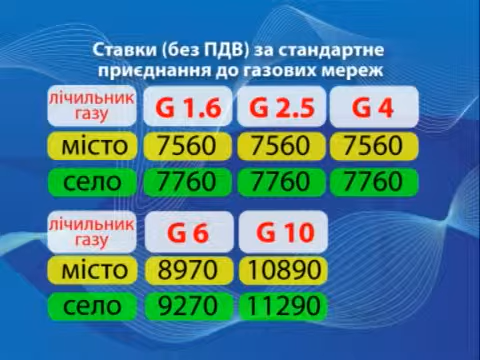 Ставки (без ПДВ) за стандартне
приєднання до газових мереж
лічильник
газу
G 1.6 G 2.5 G 4
місто 7560 7560 7560
село 7760 7760 7760
лічильник
газу
G 6 G 10
місто 8970 10890
село 9270 11290